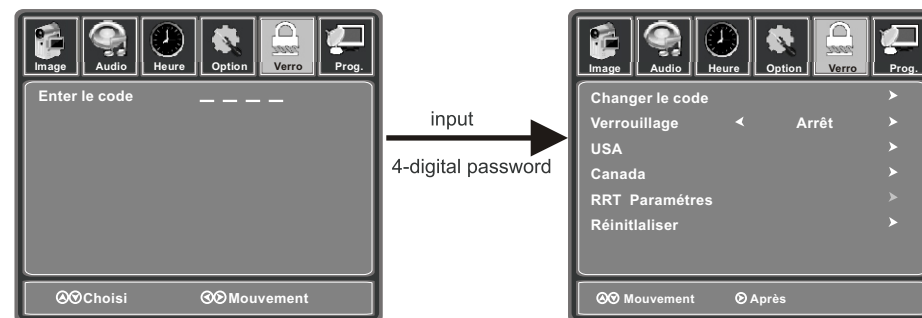 Image Audio Heure Option Verro Prog.
Enter le code _ _ _ _
Choisi Mouvement
input
4-digital password
Image Audio Heure Option Verro Prog.
Changer le code
Verrouillage Arrêt
USA
Canada
RRT Paramétres
Réinitlaliser
Mouvement Après